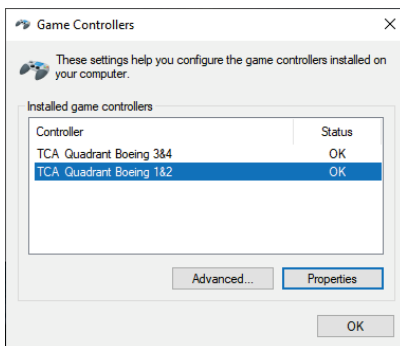 Game Controllers
These settings help you configure the game controllers installed on
your computer.
Installed game controllers
Controller Status
TCA Quadrant Boeing 3&4 OK
TCA Quadrant Boeing 1&2 OK
Advanced... Properties
OK